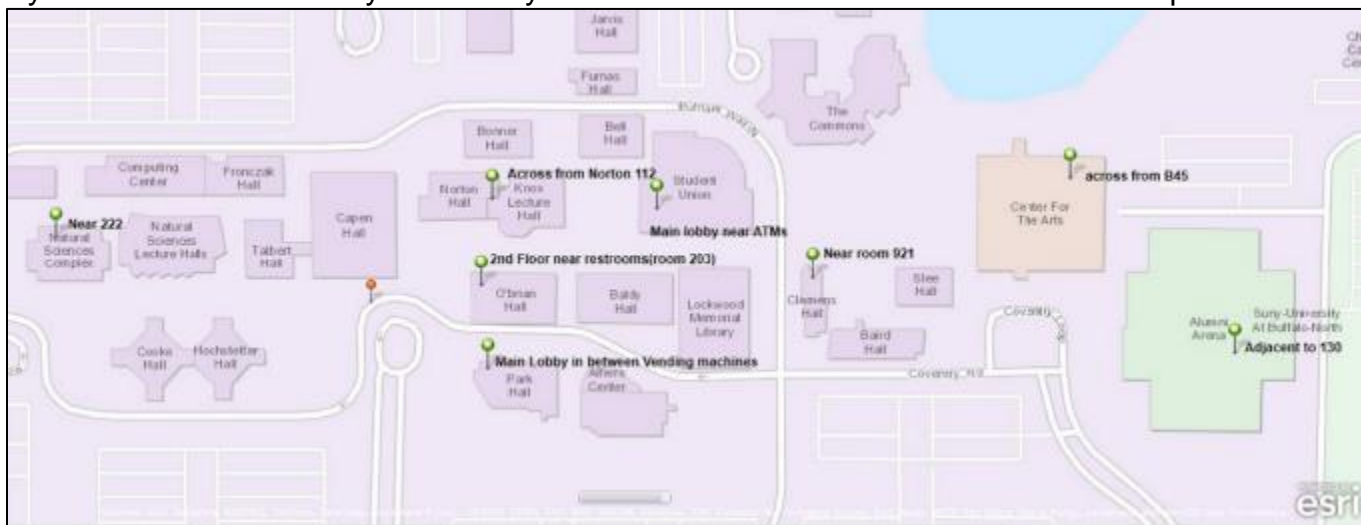 Jarvis
Hall
Furnas
Hall
The
Commons
Bonner
Hall
Bell
Hall
Computing
Center
Fronczak
Hall
Across from Norton 112
Norton
Hall
Knox
Lecture
Hall
Student
Union
Main lobby near ATMs
across from B45
Center For
The Arts
Near 222
Natural
Sciences
Complex
Natural
Sciences
Lecture Halls
Talbert
Hall
Capen
Hall
2nd Floor near restrooms(room 203)
O'brian
Hall
Baldy
Hall
Lockwood
Memorial
Library
Near room 921
Clemens
Hall
Slee
Hall
Baird
Hall
Coventry
Loop
Alumni
Arena
Suny-University
At Buffalo-North
Adjacent to 130
Cooke
Hall
Hochstetter
Hall
Main Lobby in between Vending machines
Park
Hall
Center
Coventry Rd
esri